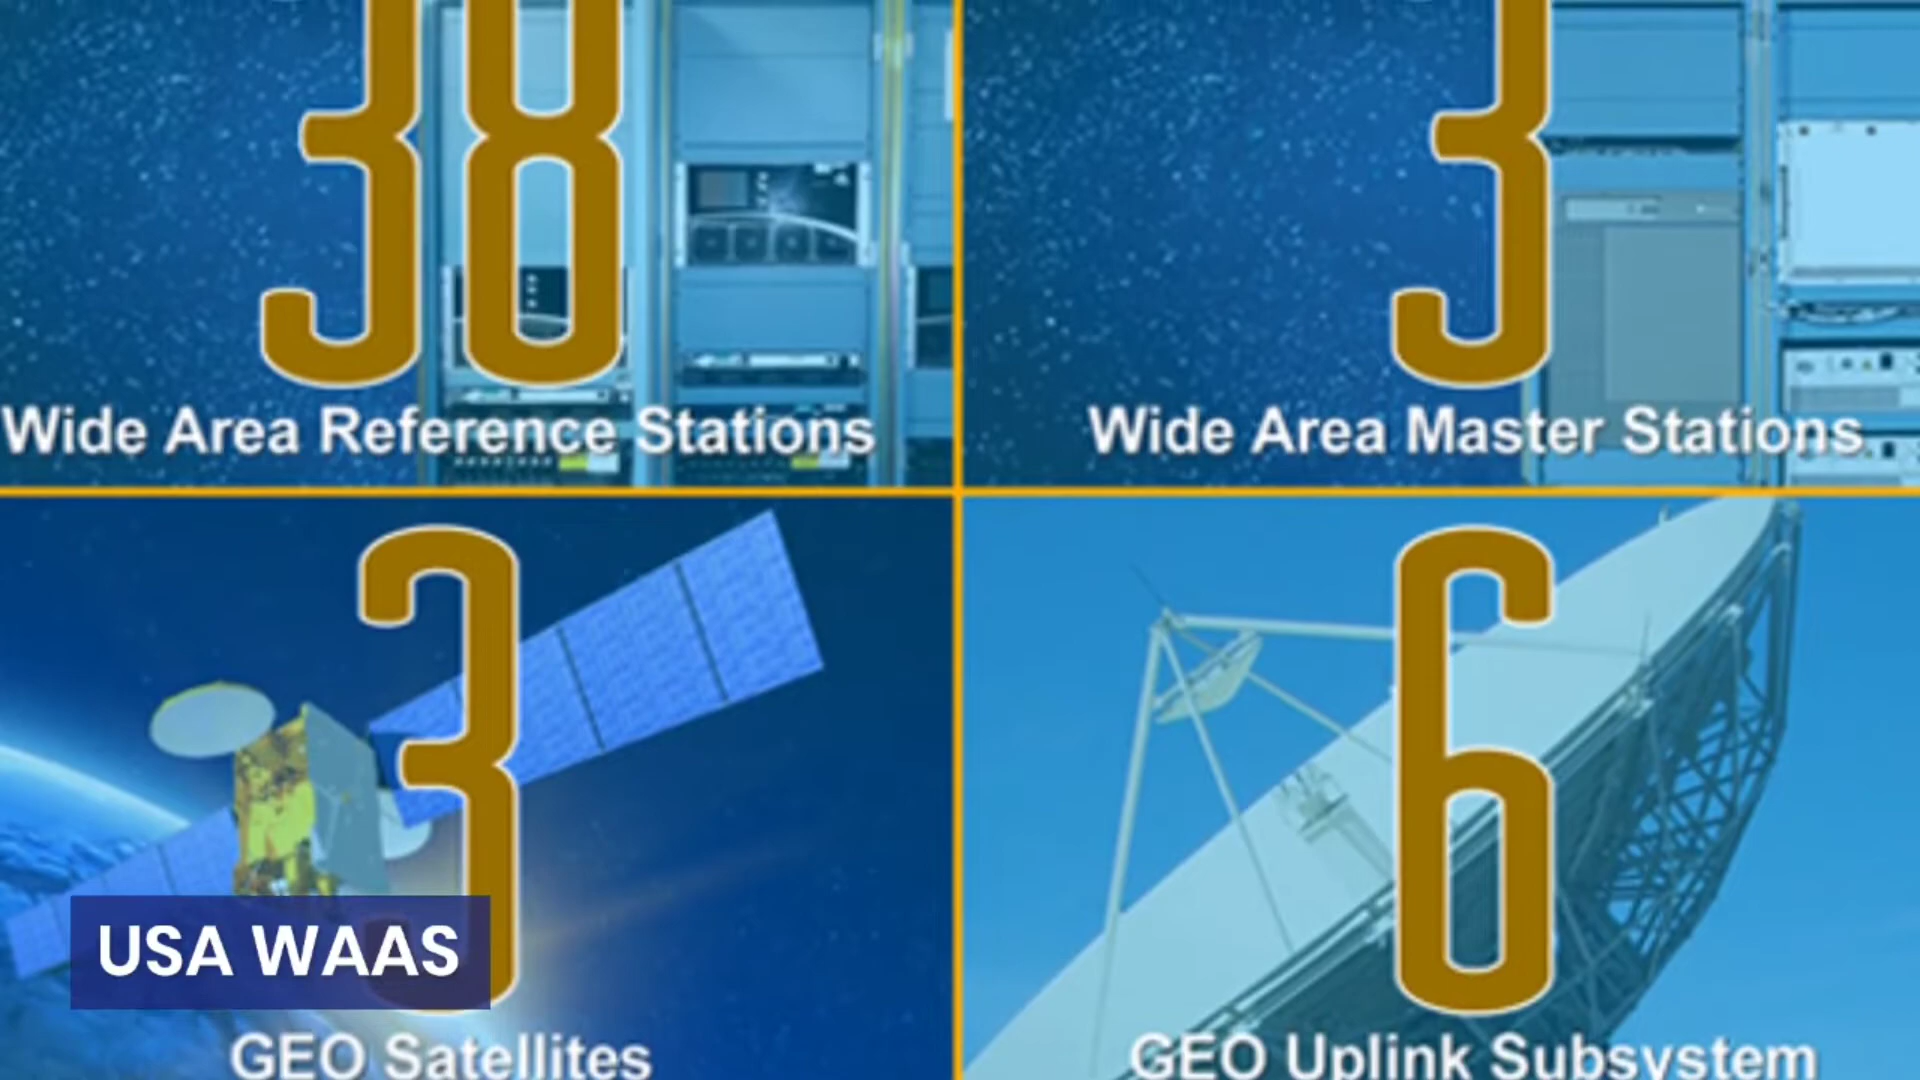 38
Wide Area Reference Stations
3
Wide Area Master Stations
3
GEO Satellites
6
GEO Uplink Subsystem
USA WAAS